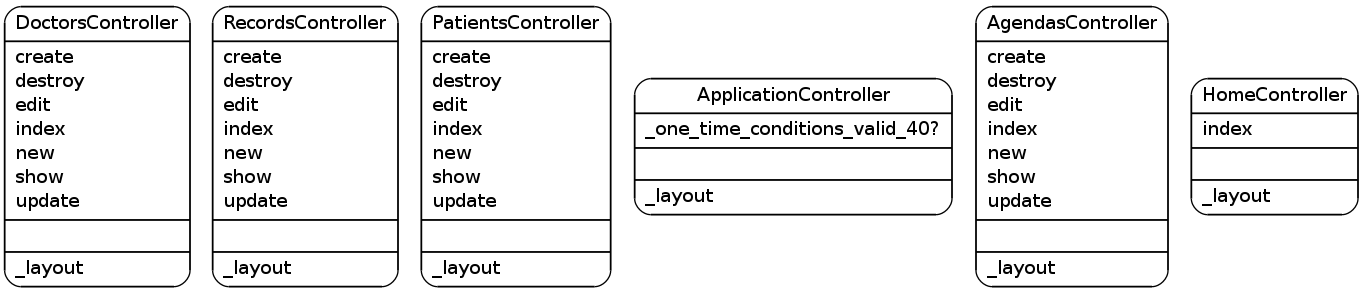 DoctorsController
create
destroy
edit
index
new
show
update
_layout
RecordsController
create
destroy
edit
index
new
show
update
_layout
PatientsController
create
destroy
edit
index
new
show
update
_layout
ApplicationController
_one_time_conditions_valid_40?
_layout
AgendasController
create
destroy
edit
index
new
show
update
_layout
HomeController
index
_layout